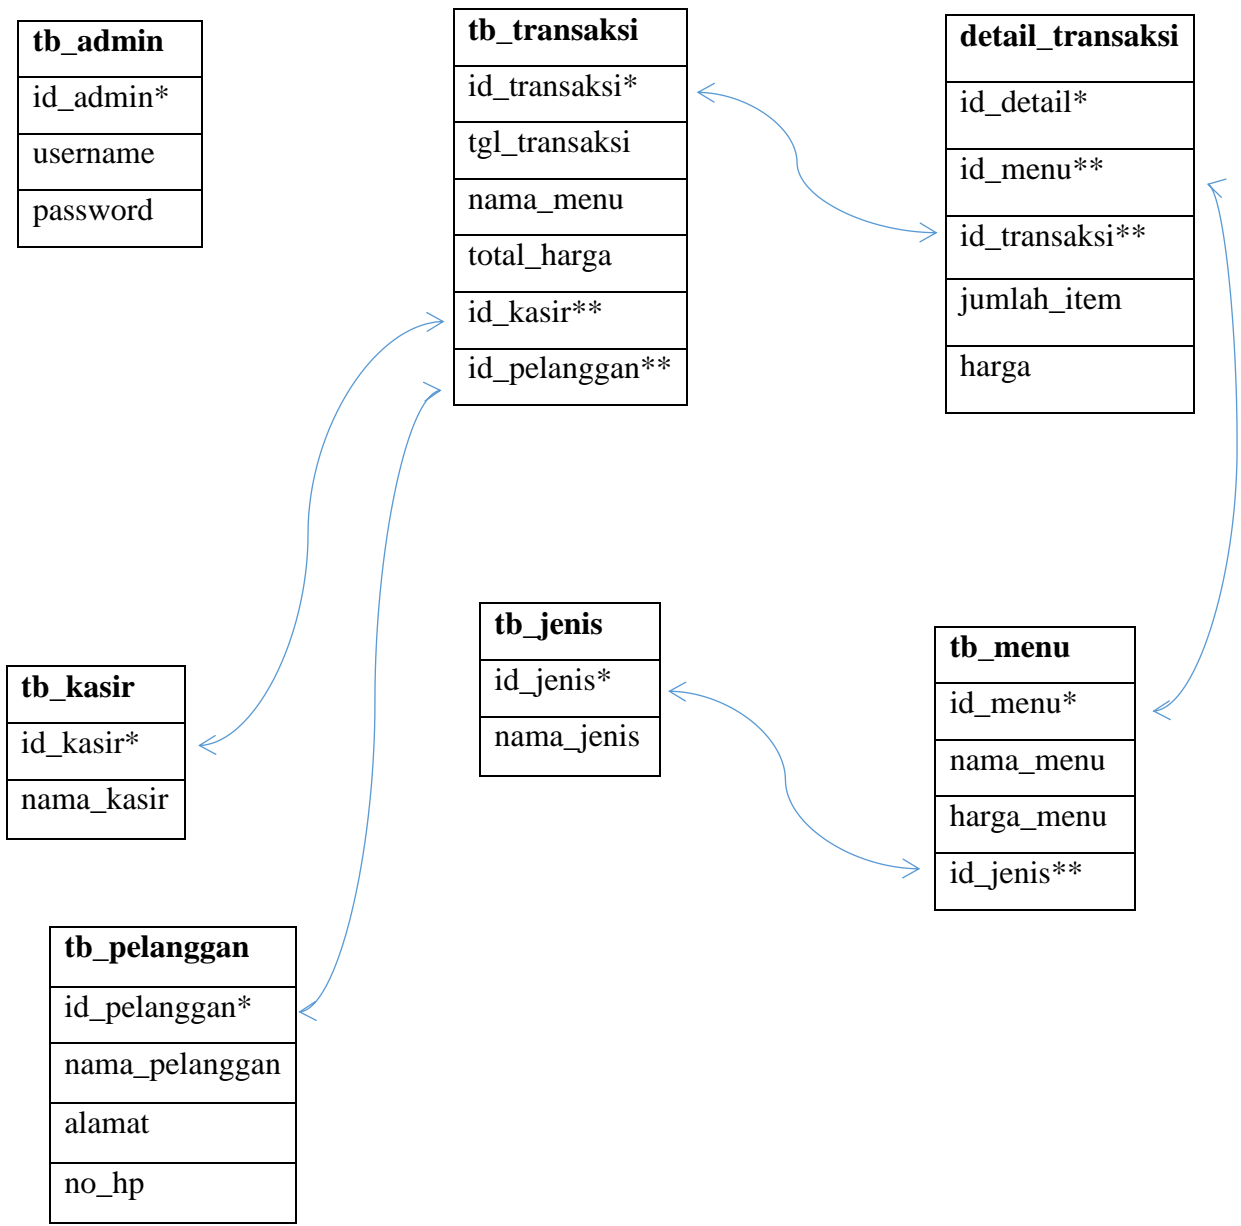 tb_admin
id_admin*
username
password
tb_transaksi
id_transaksi*
tgl_transaksi
nama_menu
total_harga
id_kasir**
id_pelanggan**
detail_transaksi
id_detail*
id_menu**
id_transaksi**
jumlah_item
harga
tb_kasir
id_kasir*
nama_kasir
tb_jenis
id_jenis*
nama_jenis
tb_menu
id_menu*
nama_menu
harga_menu
id_jenis**
tb_pelanggan
id_pelanggan*
nama_pelanggan
alamat
no_hp